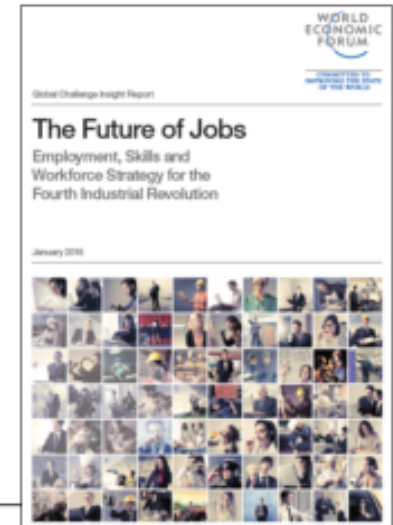 WORLD
ECONOMIC
FORUM
COMMITTED TO
IMPROVING THE STATE
OF THE WORLD
Global Challenge Insight Report
The Future of Jobs
Employment, Skills and
Workforce Strategy for the
Fourth Industrial Revolution
January 2016